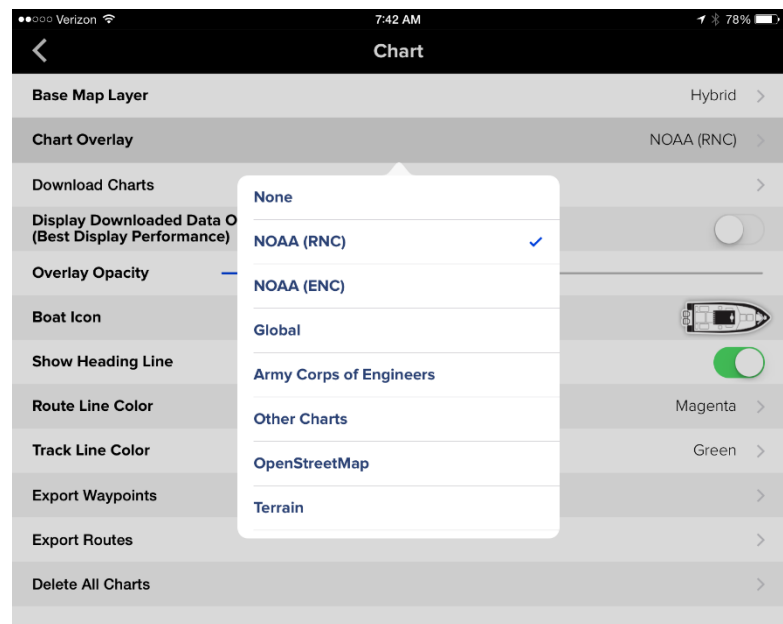 Verizon 7:42 AM 78%
Chart
Base Map Layer Hybrid
Chart Overlay NOAA (RNC)
Download Charts
None
Display Downloaded Data O
(Best Display Performance)
NOAA (RNC)
Overlay Opacity
NOAA (ENC)
Boat Icon
Global
Show Heading Line
Army Corps of Engineers
Route Line Color Magenta
Other Charts
Track Line Color Green
OpenStreetMap
Export Waypoints
Terrain
Export Routes
Delete All Charts